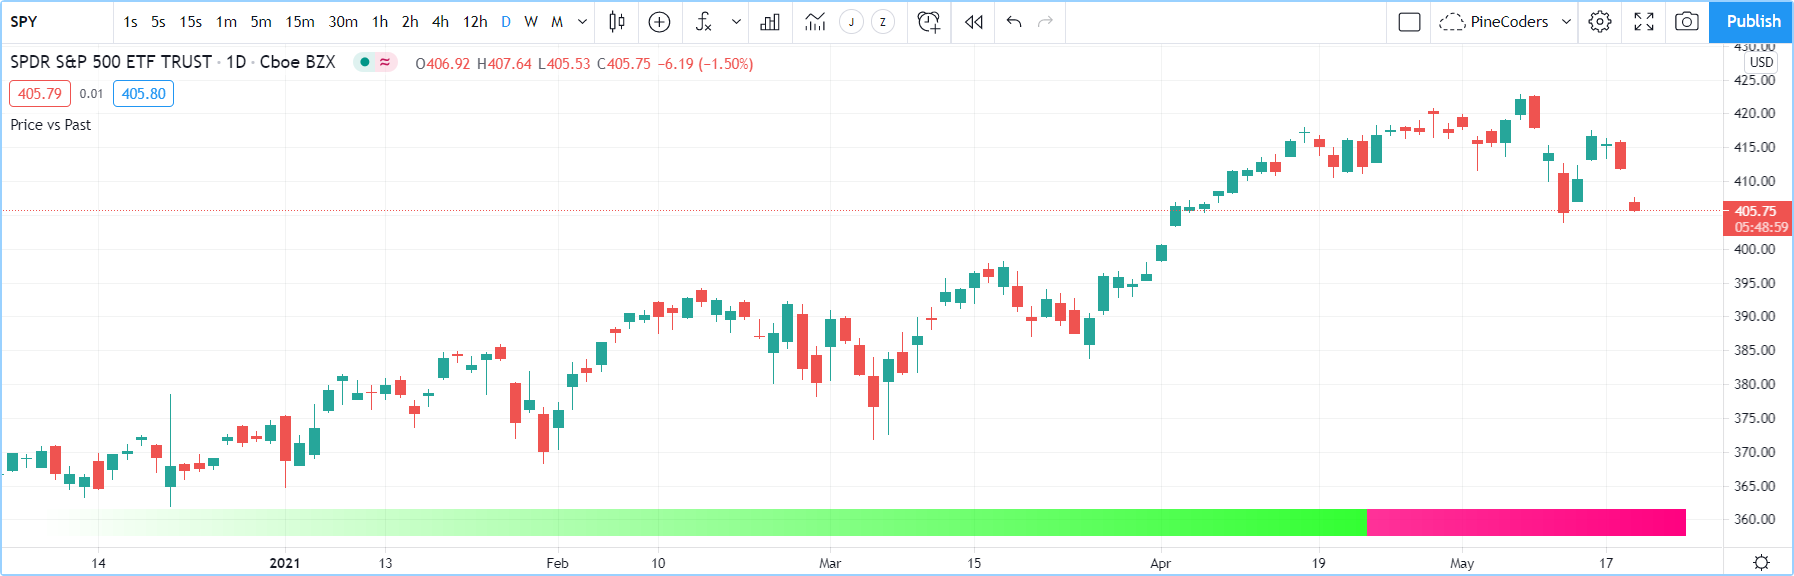 SPY 1s 5s 15s 1m 5m 15m 30m 1h 2h 4h 12h D W M J Z PineCoders Publish
SPDR S&P 500 ETF TRUST · 1D · Cboe BZX O406.92 H407.64 L405.53 C405.75 −6.19 (−1.50%)
405.79 0.01 405.80
Price vs Past
430.00
USD
425.00
420.00
415.00
410.00
405.75
05:48:59
400.00
395.00
390.00
385.00
380.00
375.00
370.00
365.00
360.00
14 2021 13 Feb 10 Mar 15 Apr 19 May 17